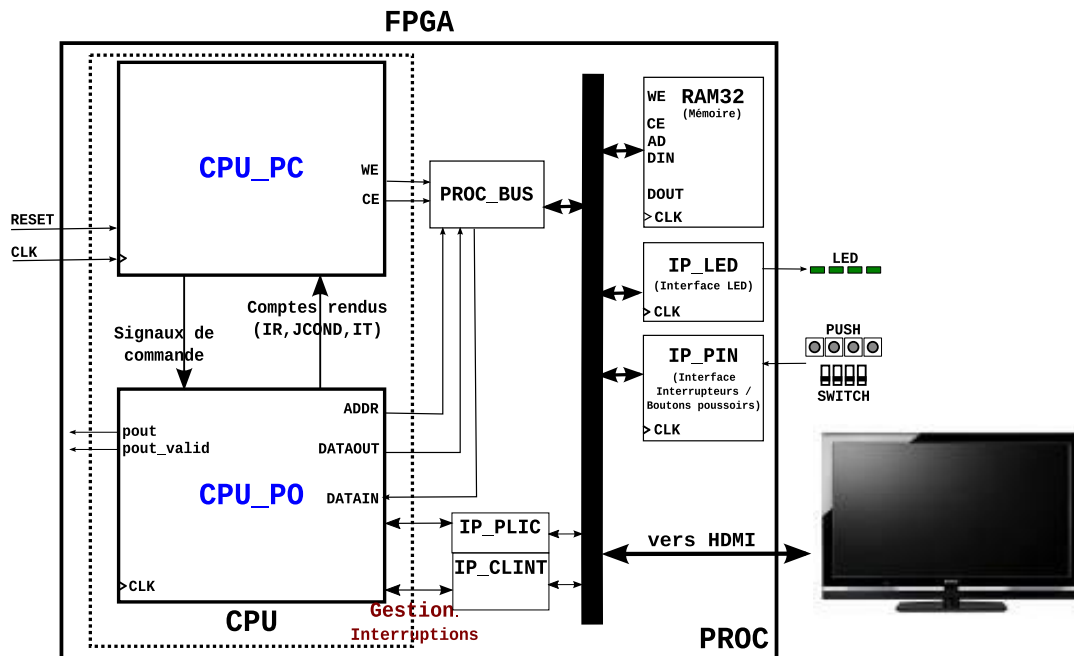 FPGA
CPU_PC
WE
CE
RESET
CLK
PROC_BUS
WE
RAM32
(Mémoire)
CE
AD
DIN
DOUT
CLK
IP_LED
(Interface LED)
CLK
LED
IP_PIN
(Interface
Interrupteurs /
Boutons poussoirs)
CLK
PUSH
SWITCH
Signaux de
commande
Comptes rendus
(IR,JCOND,IT)
ADDR
pout
pout_valid
DATAOUT
CPU_PO
DATAIN
CLK
IP_PLIC
IP_CLINT
vers HDMI
CPU
Gestion.
Interruptions
PROC